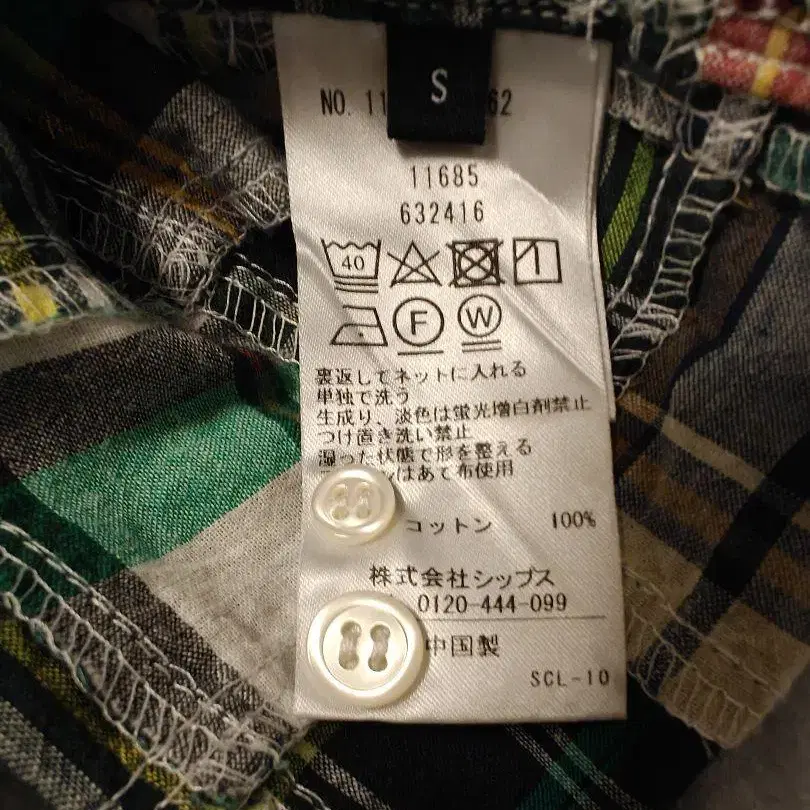 S
NO. 11 62
11685
632416
40
F W
裏返してネットに入れる
単独で洗う
生成り、淡色は蛍光増白剤禁止
つけ置き洗い禁止
湿った状態で形を整える
はあて布使用
コットン 100%
株式会社シップス
0120-444-099
中国製
SCL-10